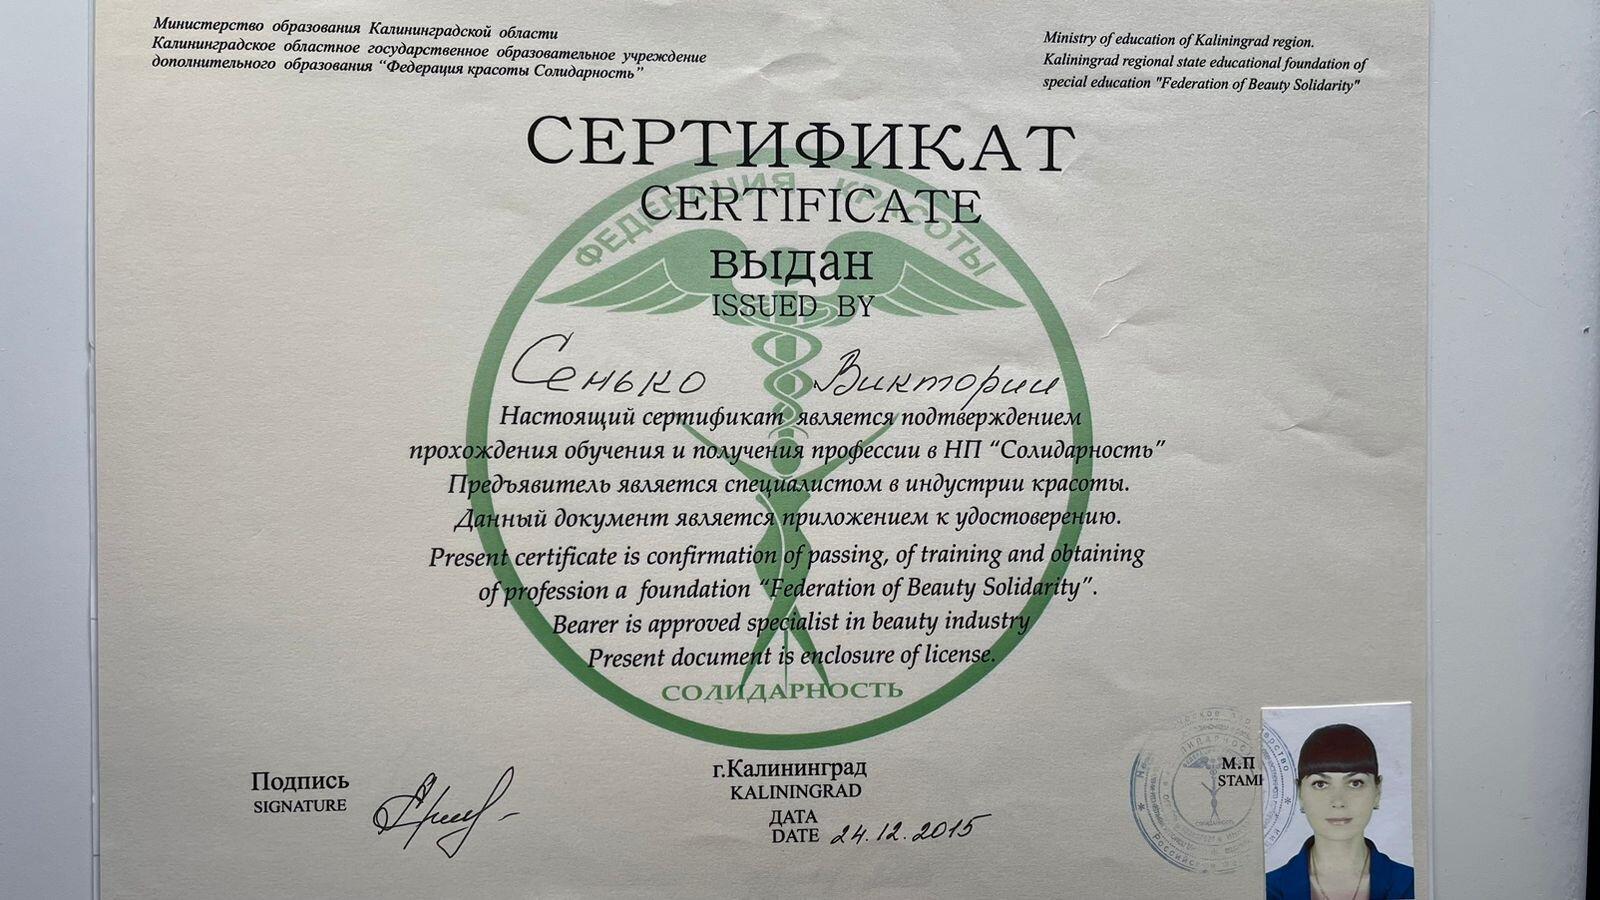 Министерство образования Калининградской области
Калининградское областное государственное образовательное учреждение
дополнительного образования “Федерация красоты Солидарность”
Ministry of education of Kaliningrad region.
Kaliningrad regional state educational foundation of
special education "Federation of Beauty Solidarity"
СЕРТИФИКАТ
CERTIFICATE
ФЕДЕРАЦИЯ КРАСОТЫ
выдан
ISSUED BY
Сенько Виктории
Настоящий сертификат является подтверждением
прохождения обучения и получения профессии в НП “Солидарность”
Предъявитель является специалистом в индустрии красоты.
Данный документ является приложением к удостоверению.
Present certificate is confirmation of passing, of training and obtaining
of profession a foundation “Federation of Beauty Solidarity”.
Bearer is approved specialist in beauty industry
Present document is enclosure of license.
СОЛИДАРНОСТЬ
Подпись
SIGNATURE
г.Калининград
KALININGRAD
ДАТА
DATE 24.12.2015
М.П
STAMP
СОЛИДАРНОСТЬ